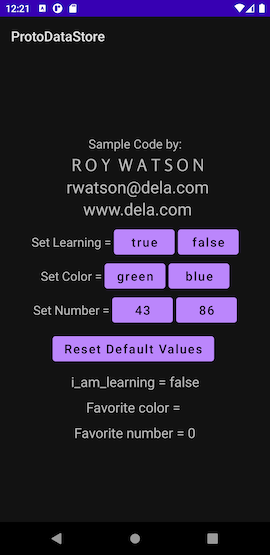 12:21
ProtoDataStore
Sample Code by:
ROY WATSON
rwatson@dela.com
www.dela.com
Set Learning = true false
Set Color = green blue
Set Number = 43 86
Reset Default Values
i_am_learning = false
Favorite color =
Favorite number = 0